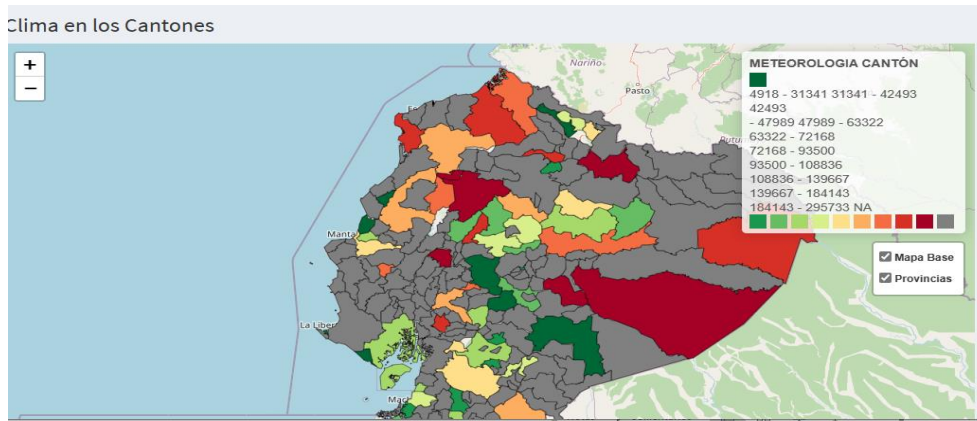 Clima en los Cantones
+
−
Nariño
Pasto
Manta
METEOROLOGIA CANTÓN
4918 - 31341 31341 - 42493
42493
- 47989 47989 - 63322
63322 - 72168
72168 - 93500
93500 - 108836
108836 - 139667
139667 - 184143
184143 - 295733 NA
Mapa Base
Provincias
La Liber